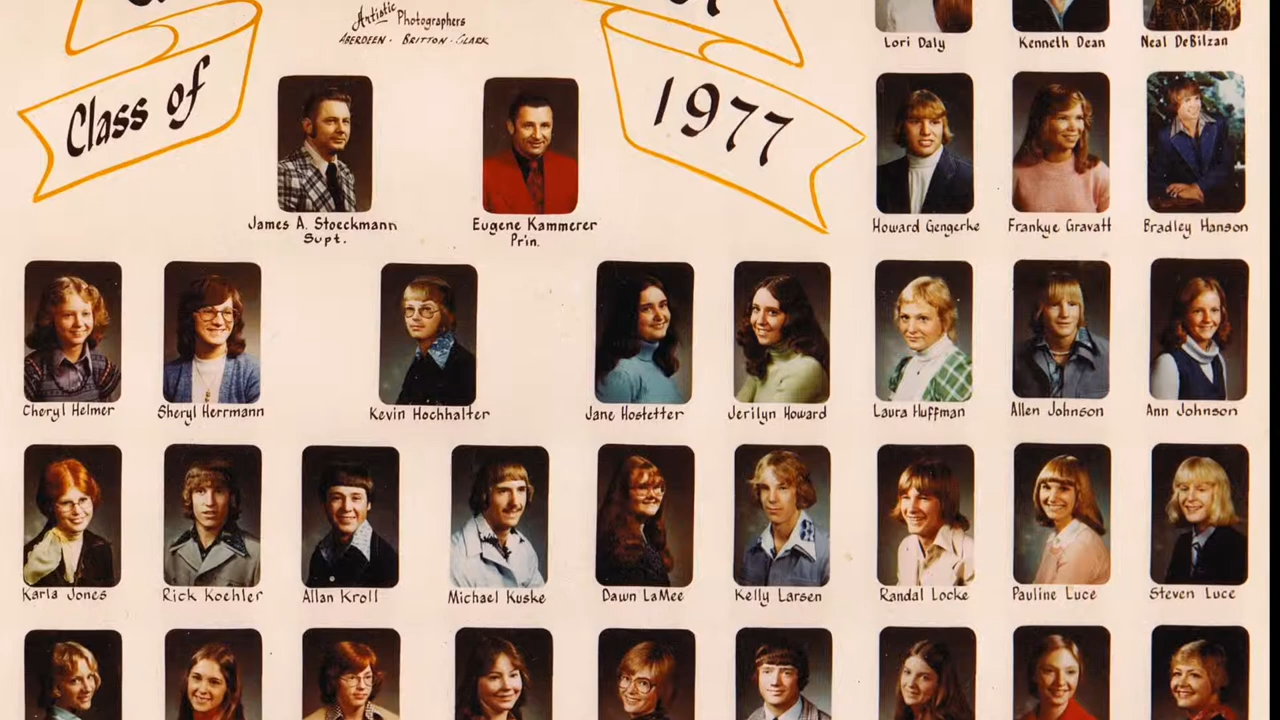 Artistic Photographers
ABERDEEN - BRITTON - CLARK
Class of
1977
Lori Daly
Kenneth Dean
Neal DeBilzan
James A. Stoeckmann
Supt.
Eugene Kammerer
Prin.
Howard Gengerke
Frankye Gravatt
Bradley Hanson
Cheryl Helmer
Sheryl Herrmann
Kevin Hochhalter
Jane Hostetter
Jerilyn Howard
Laura Huffman
Allen Johnson
Ann Johnson
Karla Jones
Rick Koehler
Allan Kroll
Michael Kuske
Dawn LaMee
Kelly Larsen
Randal Locke
Pauline Luce
Steven Luce